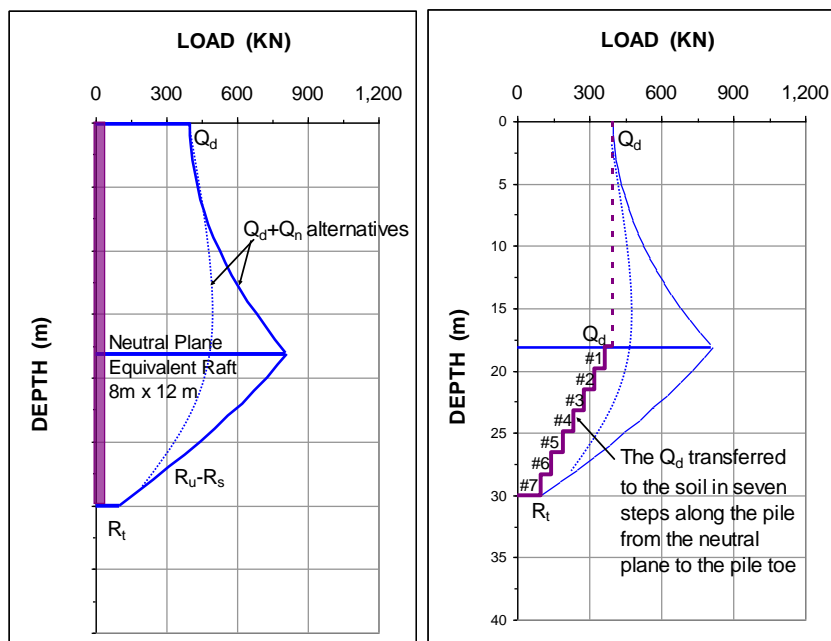 LOAD (KN)
0 300 600 900 1,200
DEPTH (m)
Qd
Qd+Qn alternatives
Neutral Plane
Equivalent Raft
8m x 12 m
Ru-Rs
Rt
LOAD (KN)
0 300 600 900 1,200
0
5
10
15
20
25
30
35
40
DEPTH (m)
Qd
Qd
#1
#2
#3
#4
#5
#6
#7
Rt
The Qd transferred
to the soil in seven
steps along the pile
from the neutral
plane to the pile toe